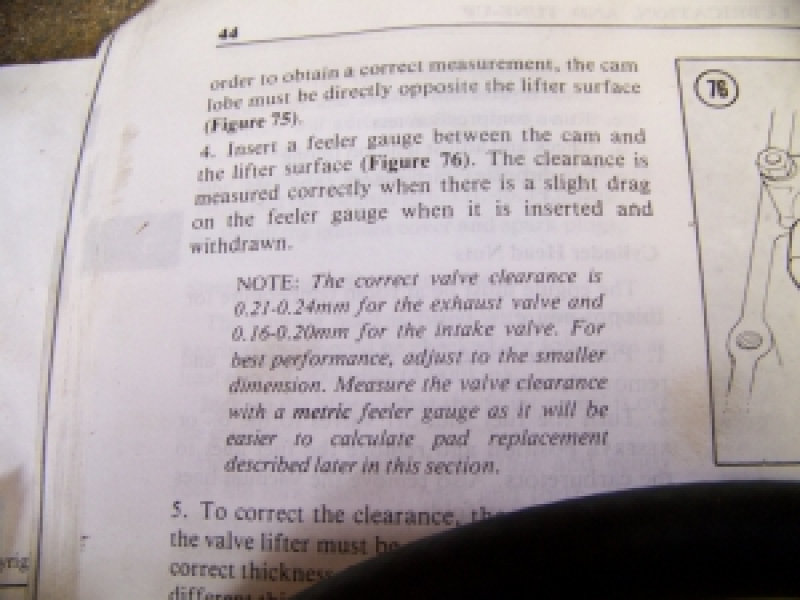 44
order to obtain a correct measurement, the cam
lobe must be directly opposite the lifter surface
(Figure 75).
4. Insert a feeler gauge between the cam and
the lifter surface (Figure 76). The clearance is
measured correctly when there is a slight drag
on the feeler gauge when it is inserted and
withdrawn.
NOTE: The correct valve clearance is
0.21-0.24mm for the exhaust valve and
0.16-0.20mm for the intake valve. For
best performance, adjust to the smaller
dimension. Measure the valve clearance
with a metric feeler gauge as it will be
easier to calculate pad replacement
described later in this section.
5. To correct the clearance, the
the valve lifter must be
correct thickness
different
76
yrig